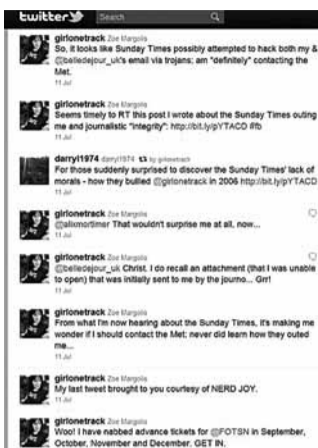 twitter
Search
girlonetrack Zoe Margolis
So, it looks like Sunday Times possibly attempted to hack both my &
@belledejour_uk's email via trojans; am "definitely" contacting the
Met.
11 Jul
girlonetrack Zoe Margolis
Seems timely to RT this post I wrote about the Sunday Times outing
me and journalistic "integrity": http://bit.ly/pYTACD #fb
11 Jul
darryl1974 darryl1974 by girlonetrack
For those suddenly surprised to discover the Sunday Times' lack of
morals - how they bullied @girlonetrack in 2006 http://bit.ly/pYTACD
11 Jul
girlonetrack Zoe Margolis
@alixmortimer That wouldn't surprise me at all, now...
11 Jul
girlonetrack Zoe Margolis
@belledejour_uk Christ. I do recall an attachment (that I was unable
to open) that was initially sent to me by the journo... Grr!
11 Jul
girlonetrack Zoe Margolis
From what I'm now hearing about the Sunday Times, it's making me
wonder if I should contact the Met; never did learn how they outed
me...
11 Jul
girlonetrack Zoe Margolis
My last tweet brought to you courtesy of NERD JOY.
11 Jul
girlonetrack Zoe Margolis
Woo! I have nabbed advance tickets for @FOTSN in September,
October, November and December. GET IN.